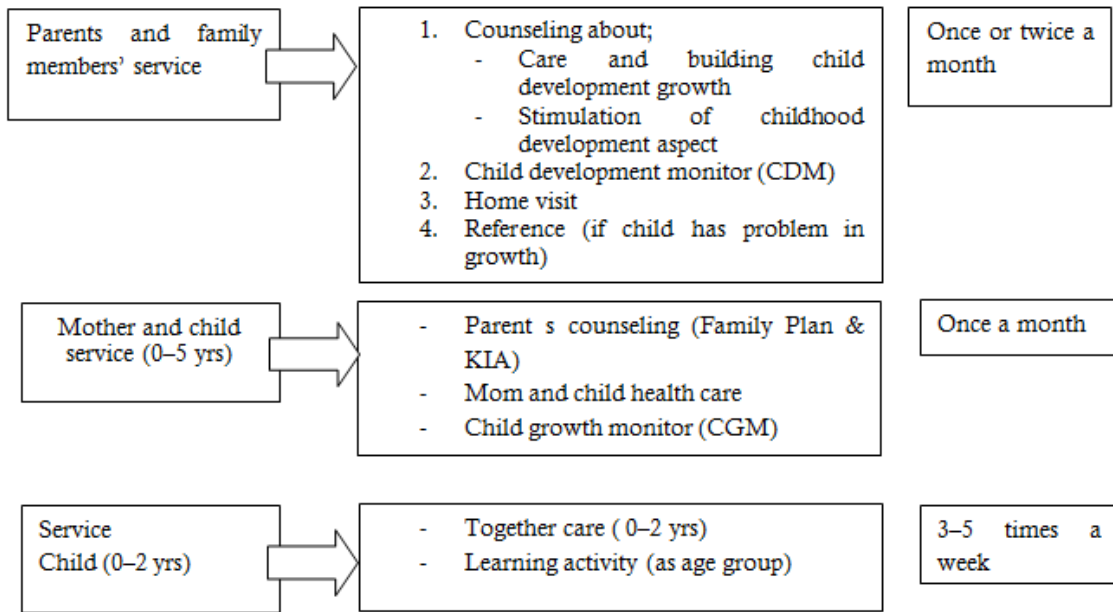 Parents and family
members' service
1. Counseling about;
- Care and building child
development growth
- Stimulation of childhood
development aspect
2. Child development monitor (CDM)
3. Home visit
4. Reference (if child has problem in
growth)
Once or twice a
month
Mother and child
service (0–5 yrs)
- Parent s counseling (Family Plan &
KIA)
- Mom and child health care
- Child growth monitor (CGM)
Once a month
Service
Child (0–2 yrs)
- Together care ( 0–2 yrs)
- Learning activity (as age group)
3–5 times a
week